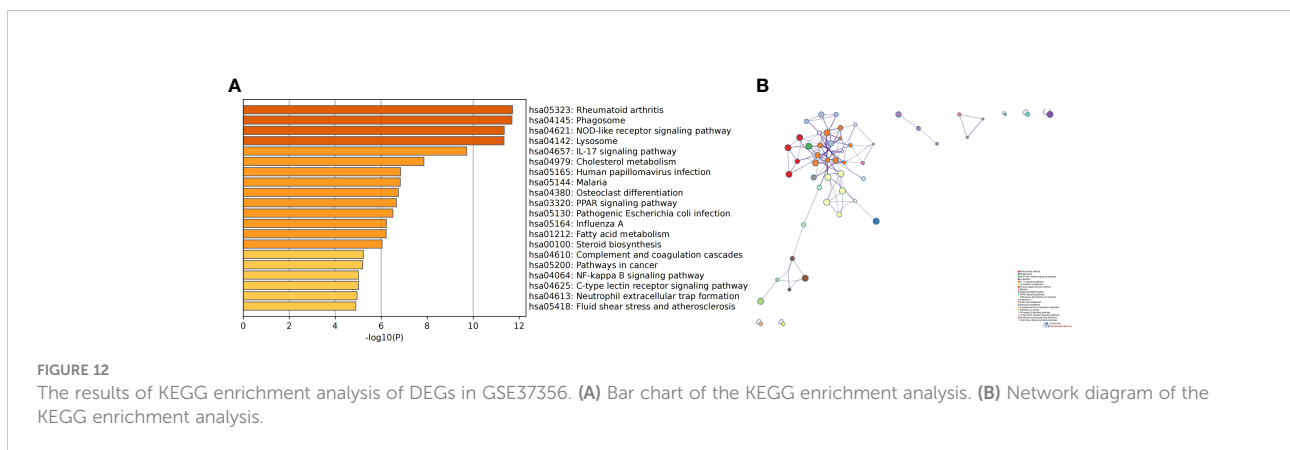 A
B
hsa05323: Rheumatoid arthritis
hsa04145: Phagosome
hsa04621: NOD-like receptor signaling pathway
hsa04142: Lysosome
hsa04657: IL-17 signaling pathway
hsa04979: Cholesterol metabolism
hsa05165: Human papillomavirus infection
hsa05144: Malaria
hsa04380: Osteoclast differentiation
hsa03320: PPAR signaling pathway
hsa05130: Pathogenic Escherichia coli infection
hsa05164: Influenza A
hsa01212: Fatty acid metabolism
hsa00100: Steroid biosynthesis
hsa04610: Complement and coagulation cascades
hsa05200: Pathways in cancer
hsa04064: NF-kappa B signaling pathway
hsa04625: C-type lectin receptor signaling pathway
hsa04613: Neutrophil extracellular trap formation
hsa05418: Fluid shear stress and atherosclerosis
0 2 4 6 8 10 12
-log10(P)
FIGURE 12
The results of KEGG enrichment analysis of DEGs in GSE37356. (A) Bar chart of the KEGG enrichment analysis. (B) Network diagram of the
KEGG enrichment analysis.